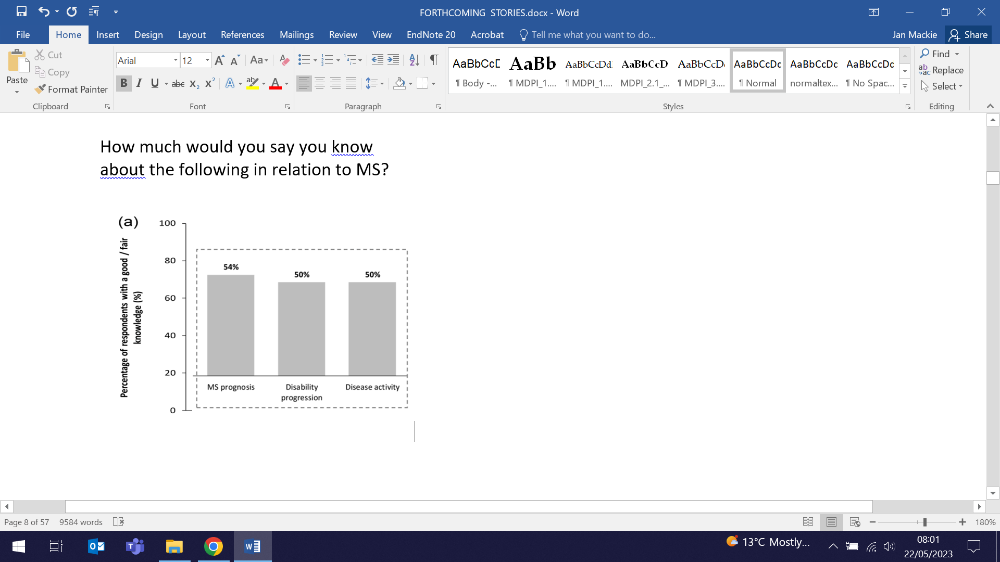 FORTHCOMING STORIES.docx - Word
File Home Insert Design Layout References Mailings Review View EndNote 20 Acrobat Tell me what you want to do... Jan Mackie Share
Paste
Cut
Copy
Format Painter
Clipboard
Arial 12
Font
Paragraph
AaBbCcD AaBb AaBbCcDd AaBbCcD AaBbCcDc AaBbCcDc AaBbCcDc AaBbCcDc
¶ Body -... ¶ MDPI_1.... ¶ MDPI_1.... MDPI_2.1_... ¶ MDPI_3.... ¶ Normal normaltex... ¶ No Spac...
Styles
Find
Replace
Select
Editing
How much would you say you know
about the following in relation to MS?
(a)
Percentage of respondents with a good / fair
knowledge (%)
100
80
60
40
20
0
54% 50% 50%
MS prognosis
Disability
progression
Disease activity
Page 8 of 57 9584 words
180%
13°C Mostly...
08:01
22/05/2023